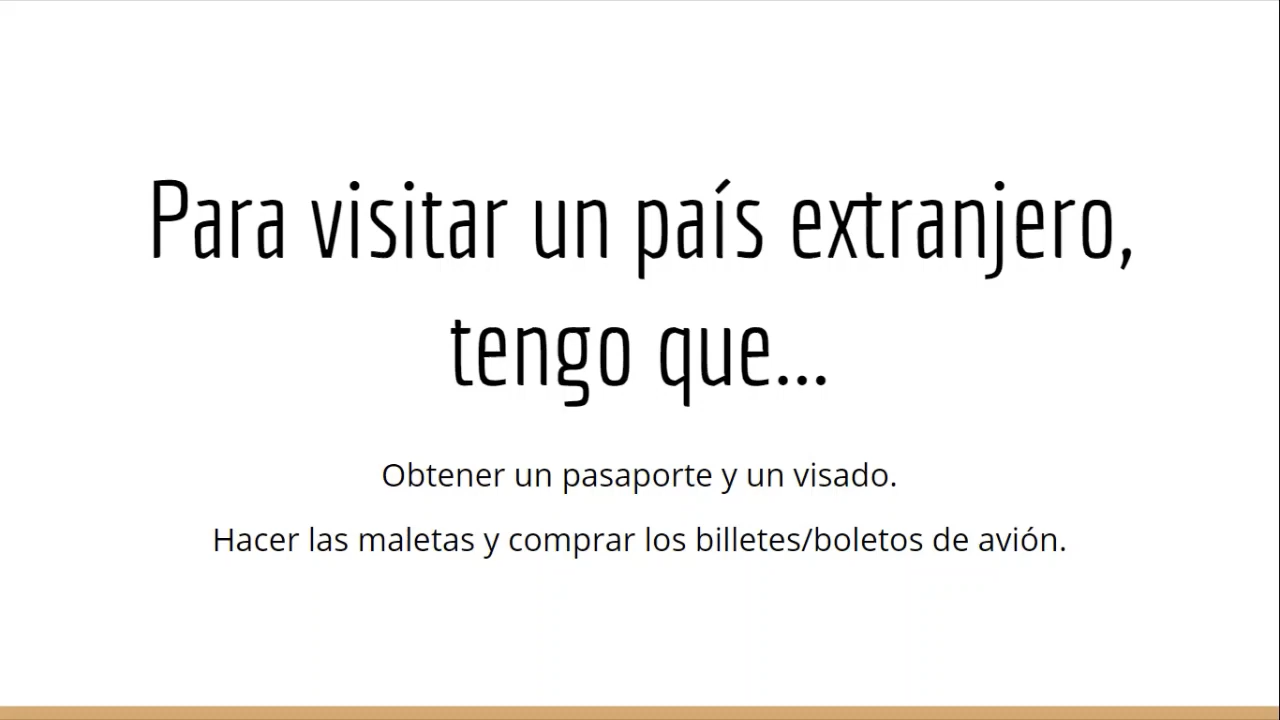 Para visitar un país extranjero,
tengo que...
Obtener un pasaporte y un visado.
Hacer las maletas y comprar los billetes/boletos de avión.